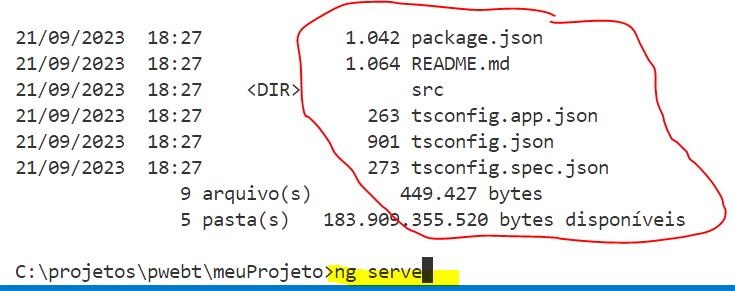 21/09/2023 18:27 1.042 package.json
21/09/2023 18:27 1.064 README.md
21/09/2023 18:27 <DIR> src
21/09/2023 18:27 263 tsconfig.app.json
21/09/2023 18:27 901 tsconfig.json
21/09/2023 18:27 273 tsconfig.spec.json
9 arquivo(s) 449.427 bytes
5 pasta(s) 183.909.355.520 bytes disponíveis
C:\projetos\pwebt\meuProjeto>ng serve